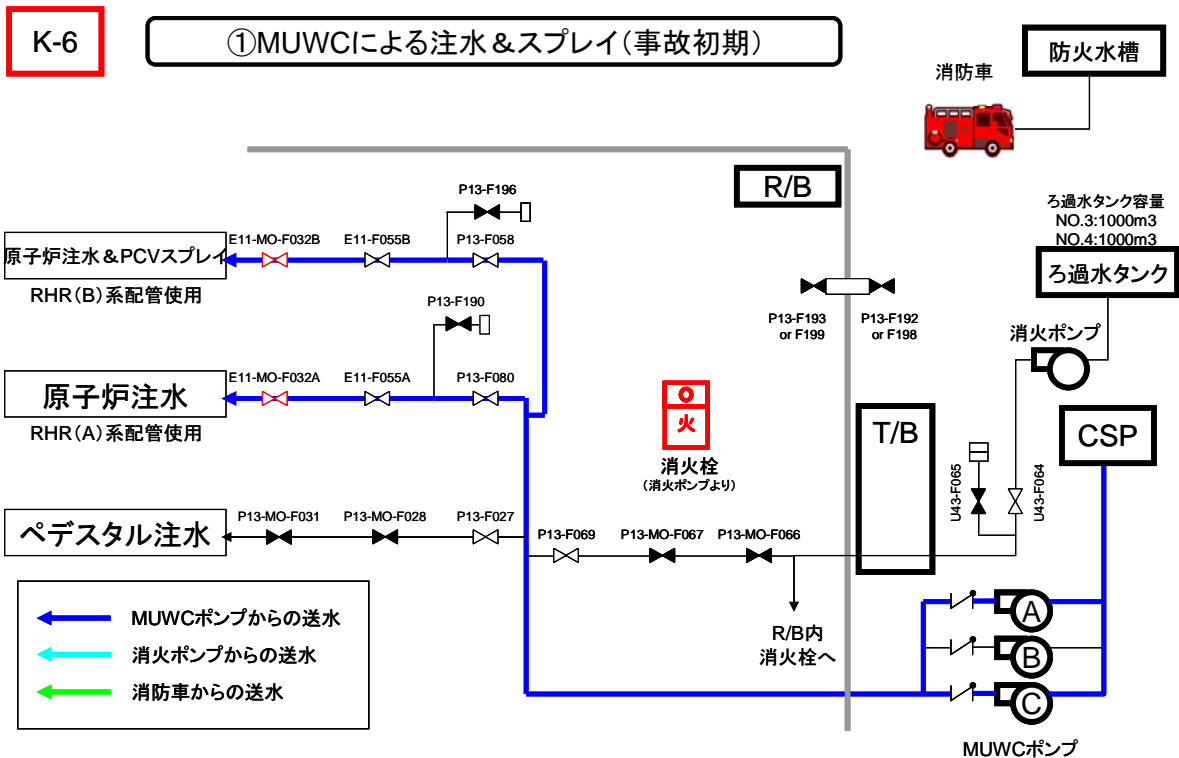 K-6
①MUWCによる注水＆スプレイ（事故初期）
防火水槽
消防車
R/B
P13-F196
ろ過水タンク容量
NO.3:1000m3
NO.4:1000m3
E11-MO-F032B
E11-F055B
P13-F058
原子炉注水＆PCVスプレイ
ろ過水タンク
RHR（B）系配管使用
P13-F190
P13-F193
or F199
P13-F192
or F198
消火ポンプ
E11-MO-F032A
E11-F055A
P13-F080
原子炉注水
RHR（A）系配管使用
火
消火栓
（消火ポンプより）
T/B
CSP
U43-F065
U43-F064
ペデスタル注水
P13-MO-F031
P13-MO-F028
P13-F027
P13-F069
P13-MO-F067
P13-MO-F066
MUWCポンプからの送水
消火ポンプからの送水
消防車からの送水
R/B内
消火栓へ
A
B
C
MUWCポンプ